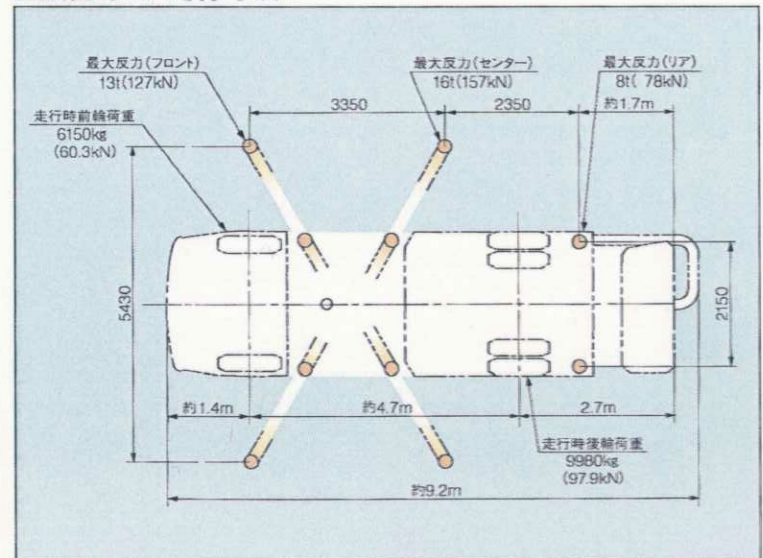 最大反力(フロント)
13t(127kN)
最大反力(センター)
16t(157kN)
最大反力(リア)
8t( 78kN)
3350
2350
約1.7m
走行時前輪荷重
6150kg
(60.3kN)
5430
2150
約1.4m
約4.7m
2.7m
走行時後輪荷重
9980kg
(97.9kN)
約9.2m